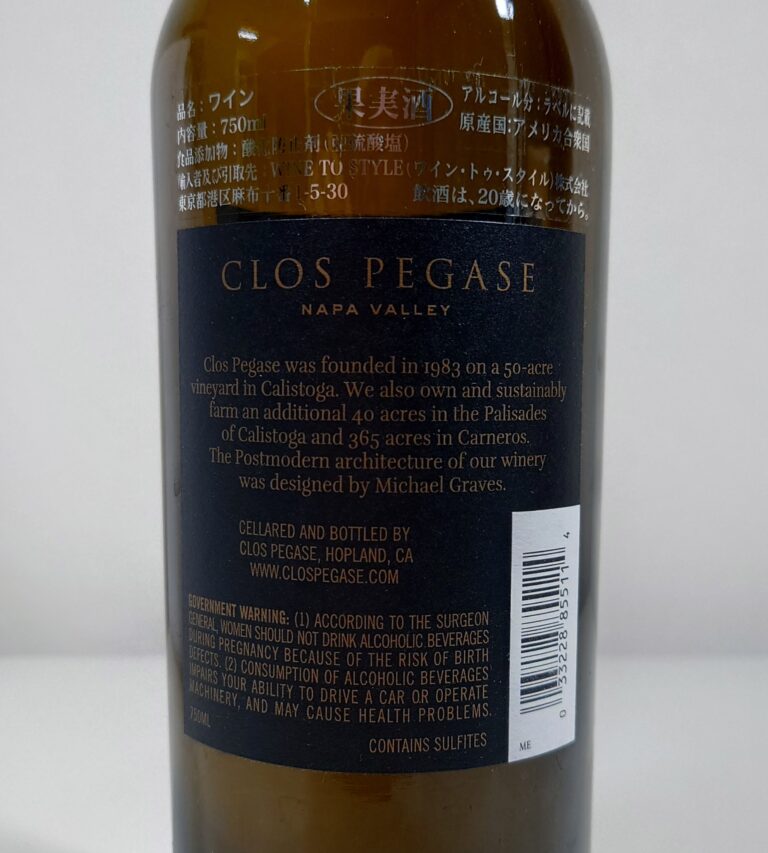 品名：ワイン
果実酒
アルコール分：ラベルに記載
内容量：750ml
原産国：アメリカ合衆国
食品添加物：酸化防止剤(亜硫酸塩)
輸入者及び引取先：WINE TO STYLE(ワイン・トゥ・スタイル)株式会社
東京都港区麻布十番1-5-30
飲酒は、20歳になってから。
CLOS PEGASE
NAPA VALLEY
Clos Pegase was founded in 1983 on a 50-acre
vineyard in Calistoga. We also own and sustainably
farm an additional 40 acres in the Palisades
of Calistoga and 365 acres in Carneros.
The Postmodern architecture of our winery
was designed by Michael Graves.
CELLARED AND BOTTLED BY
CLOS PEGASE, HOPLAND, CA
WWW.CLOSPEGASE.COM
GOVERNMENT WARNING: (1) ACCORDING TO THE SURGEON
GENERAL, WOMEN SHOULD NOT DRINK ALCOHOLIC BEVERAGES
DURING PREGNANCY BECAUSE OF THE RISK OF BIRTH
DEFECTS. (2) CONSUMPTION OF ALCOHOLIC BEVERAGES
IMPAIRS YOUR ABILITY TO DRIVE A CAR OR OPERATE
MACHINERY, AND MAY CAUSE HEALTH PROBLEMS.
750ML
CONTAINS SULFITES
0 33228 85511 4
ME